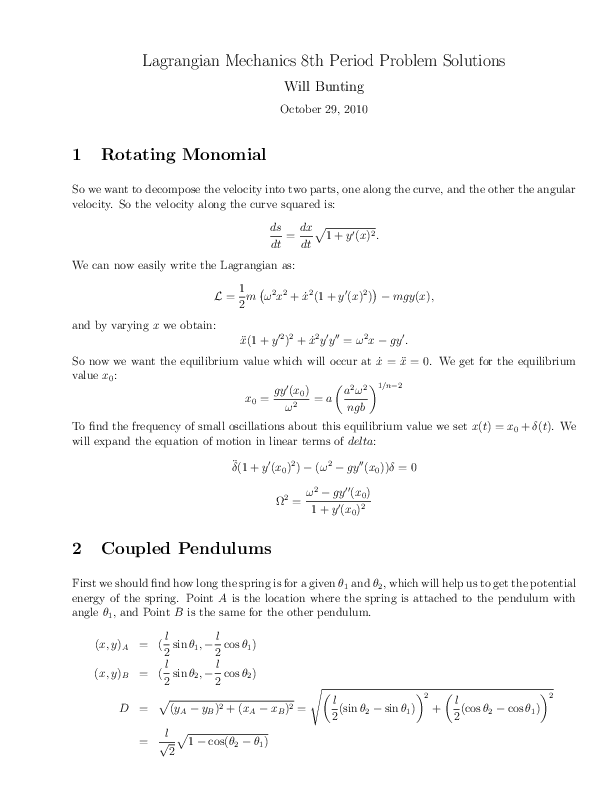 Lagrangian Mechanics 8th Period Problem Solutions
Will Bunting
October 29, 2010
1 Rotating Monomial
So we want to decompose the velocity into two parts, one along the curve, and the other the angular
velocity. So the velocity along the curve squared is:
\frac{ds}{dt} = \frac{dx}{dt}\sqrt{1 + y'(x)^2}.
We can now easily write the Lagrangian as:
\mathcal{L} = \frac{1}{2}m\left(\omega^2x^2 + \dot{x}^2(1 + y'(x)^2)\right) - mgy(x),
and by varying x we obtain:
\ddot{x}(1 + y'^2)^2 + \dot{x}^2y'y'' = \omega^2x - gy'.
So now we want the equilibrium value which will occur at \dot{x} = \ddot{x} = 0. We get for the equilibrium
value x_0:
x_0 = \frac{gy'(x_0)}{\omega^2} = a\left(\frac{a^2\omega^2}{ngb}\right)^{1/n-2}
To find the frequency of small oscillations about this equilibrium value we set x(t) = x_0 + \delta(t). We
will expand the equation of motion in linear terms of delta:
\ddot{\delta}(1 + y'(x_0)^2) - (\omega^2 - gy''(x_0))\delta = 0
\Omega^2 = \frac{\omega^2 - gy''(x_0)}{1 + y'(x_0)^2}
2 Coupled Pendulums
First we should find how long the spring is for a given \theta_1 and \theta_2, which will help us to get the potential
energy of the spring. Point A is the location where the spring is attached to the pendulum with
angle \theta_1, and Point B is the same for the other pendulum.
(x, y)_A = (\frac{l}{2}\sin\theta_1, -\frac{l}{2}\cos\theta_1)
(x, y)_B = (\frac{l}{2}\sin\theta_2, -\frac{l}{2}\cos\theta_2)
D = \sqrt{(y_A - y_B)^2 + (x_A - x_B)^2} = \sqrt{\left(\frac{l}{2}(\sin\theta_2 - \sin\theta_1)\right)^2 + \left(\frac{l}{2}(\cos\theta_2 - \cos\theta_1)\right)^2}
= \frac{l}{\sqrt{2}}\sqrt{1 - \cos(\theta_2 - \theta_1)}